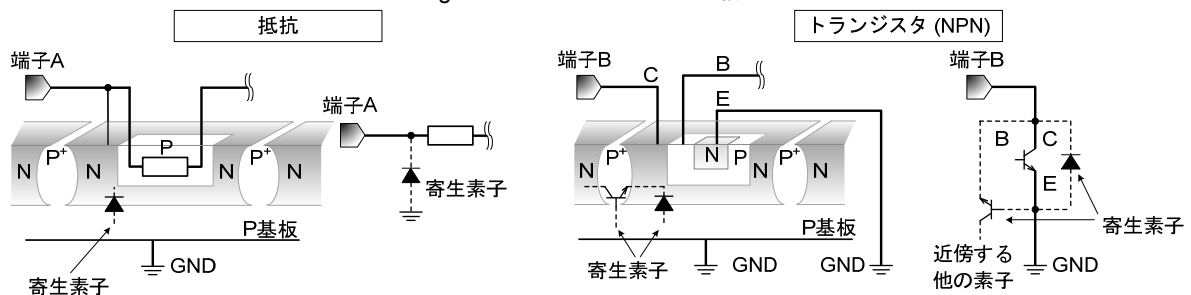 抵抗
トランジスタ (NPN)
端子A
端子A
P
N
P+
N
N
P+
N
寄生素子
P基板
GND
寄生素子
端子B
C
B
E
N
P+
N
N
P
N
P+
N
P基板
寄生素子
GND
GND
端子B
B
C
E
寄生素子
近傍する
他の素子
GND